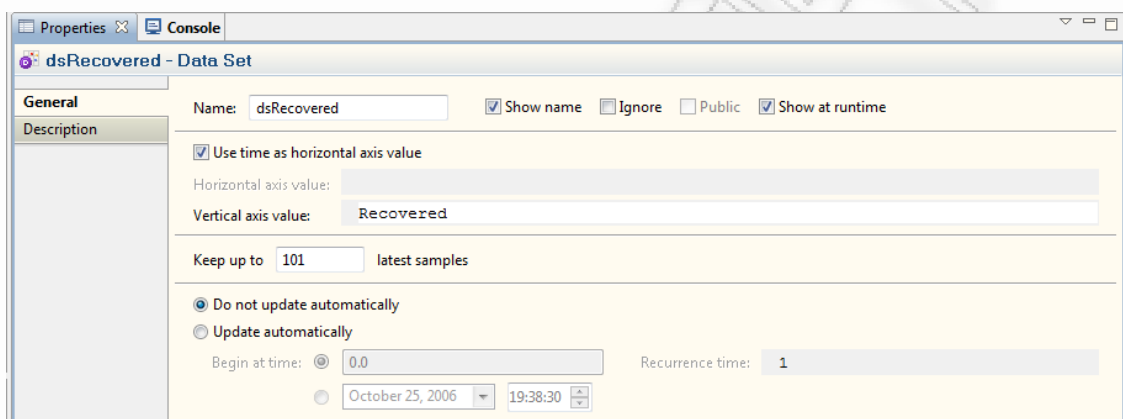 Properties Console
dsRecovered - Data Set
General
Description
Name: dsRecovered Show name Ignore Public Show at runtime
Use time as horizontal axis value
Horizontal axis value:
Vertical axis value: Recovered
Keep up to 101 latest samples
Do not update automatically
Update automatically
Begin at time: 0.0 Recurrence time: 1
October 25, 2006 19:38:30